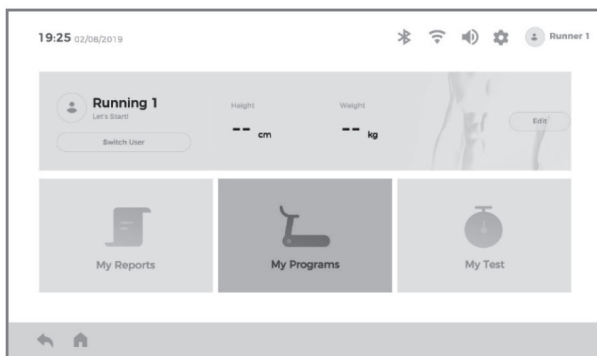 19:25 02/08/2019
Runner 1
Running 1
Let's Start!
Switch User
Height
-- cm
Weight
-- kg
Edit
My Reports
My Programs
My Test